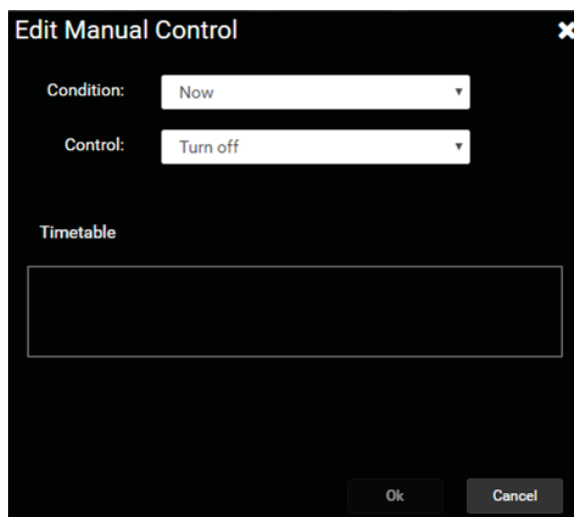 Edit Manual Control
Condition: Now
Control: Turn off
Timetable
Ok Cancel